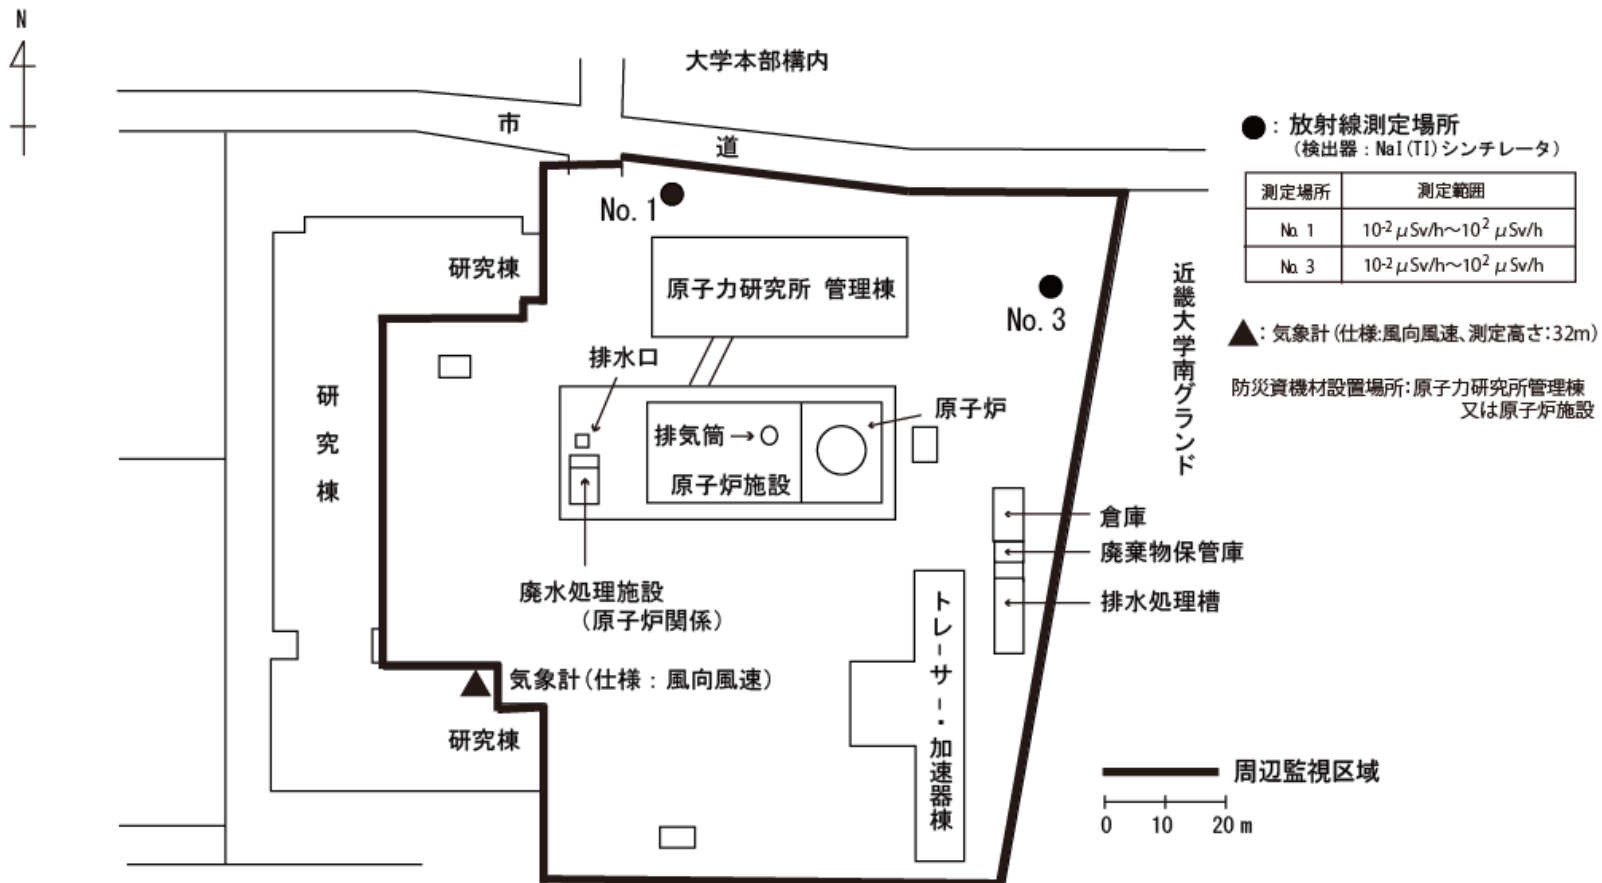 N
大学本部構内
市
道
●: 放射線測定場所
(検出器:NaI(Tl)シンチレータ)
測定場所 測定範囲
No. 1 10⁻² μSv/h～10² μSv/h
No. 3 10⁻² μSv/h～10² μSv/h
▲: 気象計(仕様:風向風速、測定高さ:32m)
防災資機材設置場所:原子力研究所管理棟
又は原子炉施設
No. 1
No. 3
研究棟
原子力研究所 管理棟
近畿大学南グランド
排水口
研究棟
原子炉
排気筒
原子炉施設
倉庫
廃棄物保管庫
排水処理槽
廃水処理施設
(原子炉関係)
トレーサー・加速器棟
気象計(仕様:風向風速)
研究棟
周辺監視区域
0 10 20 m